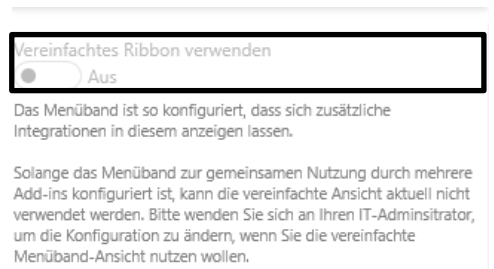 Vereinfachtes Ribbon verwenden
Aus
Das Menüband ist so konfiguriert, dass sich zusätzliche
Integrationen in diesem anzeigen lassen.
Solange das Menüband zur gemeinsamen Nutzung durch mehrere
Add-ins konfiguriert ist, kann die vereinfachte Ansicht aktuell nicht
verwendet werden. Bitte wenden Sie sich an Ihren IT-Adminsitrator,
um die Konfiguration zu ändern, wenn Sie die vereinfachte
Menüband-Ansicht nutzen wollen.